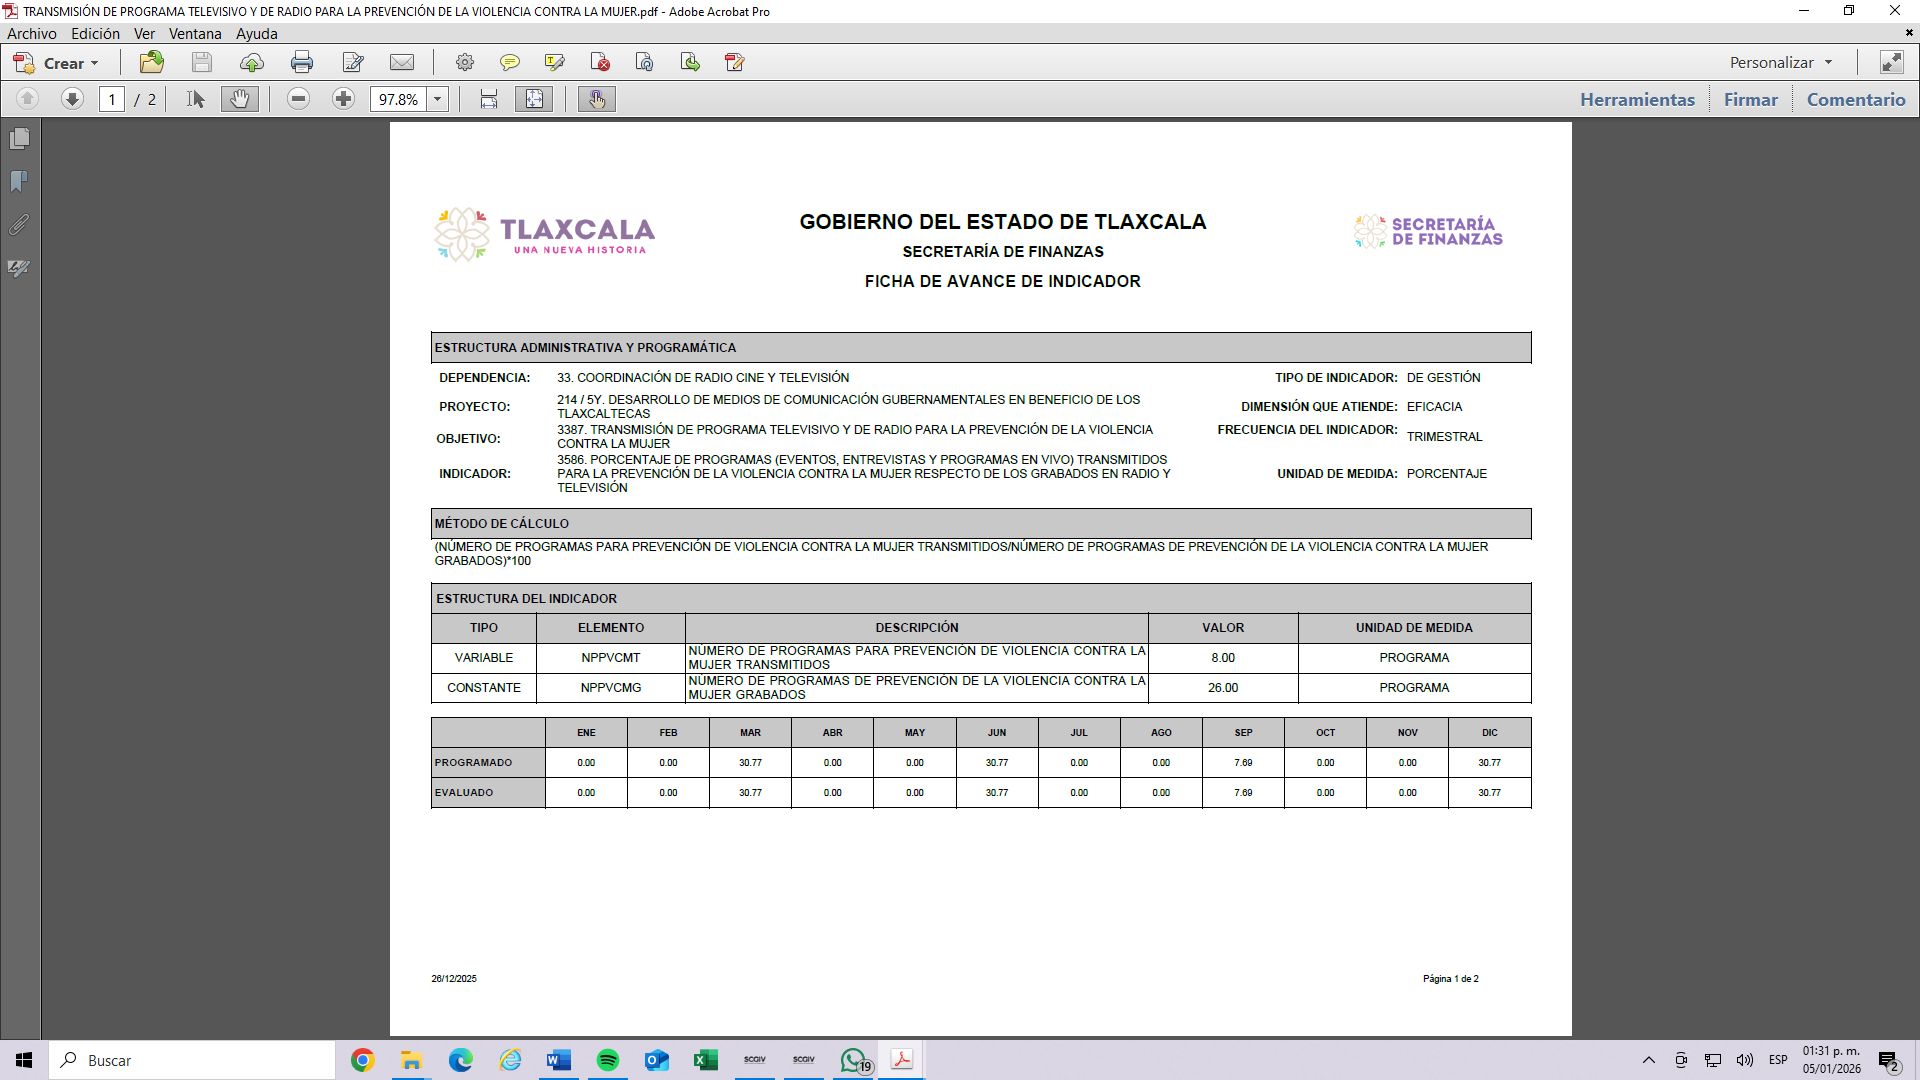 TRANSMISIÓN DE PROGRAMA TELEVISIVO Y DE RADIO PARA LA PREVENCIÓN DE LA VIOLENCIA CONTRA LA MUJER.pdf - Adobe Acrobat Pro
Archivo Edición Ver Ventana Ayuda
Crear Personalizar
1 / 2 97.8% Herramientas Firmar Comentario
TLAXCALA
UNA NUEVA HISTORIA
GOBIERNO DEL ESTADO DE TLAXCALA
SECRETARÍA DE FINANZAS
FICHA DE AVANCE DE INDICADOR
SECRETARÍA
DE FINANZAS
ESTRUCTURA ADMINISTRATIVA Y PROGRAMÁTICA
DEPENDENCIA: 33. COORDINACIÓN DE RADIO CINE Y TELEVISIÓN TIPO DE INDICADOR: DE GESTIÓN
PROYECTO: 214 / 5Y. DESARROLLO DE MEDIOS DE COMUNICACIÓN GUBERNAMENTALES EN BENEFICIO DE LOS
TLAXCALTECAS DIMENSIÓN QUE ATIENDE: EFICACIA
OBJETIVO: 3387. TRANSMISIÓN DE PROGRAMA TELEVISIVO Y DE RADIO PARA LA PREVENCIÓN DE LA VIOLENCIA
CONTRA LA MUJER FRECUENCIA DEL INDICADOR: TRIMESTRAL
INDICADOR: 3586. PORCENTAJE DE PROGRAMAS (EVENTOS, ENTREVISTAS Y PROGRAMAS EN VIVO) TRANSMITIDOS
PARA LA PREVENCIÓN DE LA VIOLENCIA CONTRA LA MUJER RESPECTO DE LOS GRABADOS EN RADIO Y
TELEVISIÓN UNIDAD DE MEDIDA: PORCENTAJE
MÉTODO DE CÁLCULO
(NÚMERO DE PROGRAMAS PARA PREVENCIÓN DE VIOLENCIA CONTRA LA MUJER TRANSMITIDOS/NÚMERO DE PROGRAMAS DE PREVENCIÓN DE LA VIOLENCIA CONTRA LA MUJER
GRABADOS)*100
ESTRUCTURA DEL INDICADOR
TIPO ELEMENTO DESCRIPCIÓN VALOR UNIDAD DE MEDIDA
VARIABLE NPPVCMT NÚMERO DE PROGRAMAS PARA PREVENCIÓN DE VIOLENCIA CONTRA LA
MUJER TRANSMITIDOS 8.00 PROGRAMA
CONSTANTE NPPVCMG NÚMERO DE PROGRAMAS DE PREVENCIÓN DE LA VIOLENCIA CONTRA LA
MUJER GRABADOS 26.00 PROGRAMA
ENE FEB MAR ABR MAY JUN JUL AGO SEP OCT NOV DIC
PROGRAMADO 0.00 0.00 30.77 0.00 0.00 30.77 0.00 0.00 7.69 0.00 0.00 30.77
EVALUADO 0.00 0.00 30.77 0.00 0.00 30.77 0.00 0.00 7.69 0.00 0.00 30.77
26/12/2025 Página 1 de 2
Buscar
SCGIV SCGIV 19
ESP
01:31 p. m.
05/01/2026
2